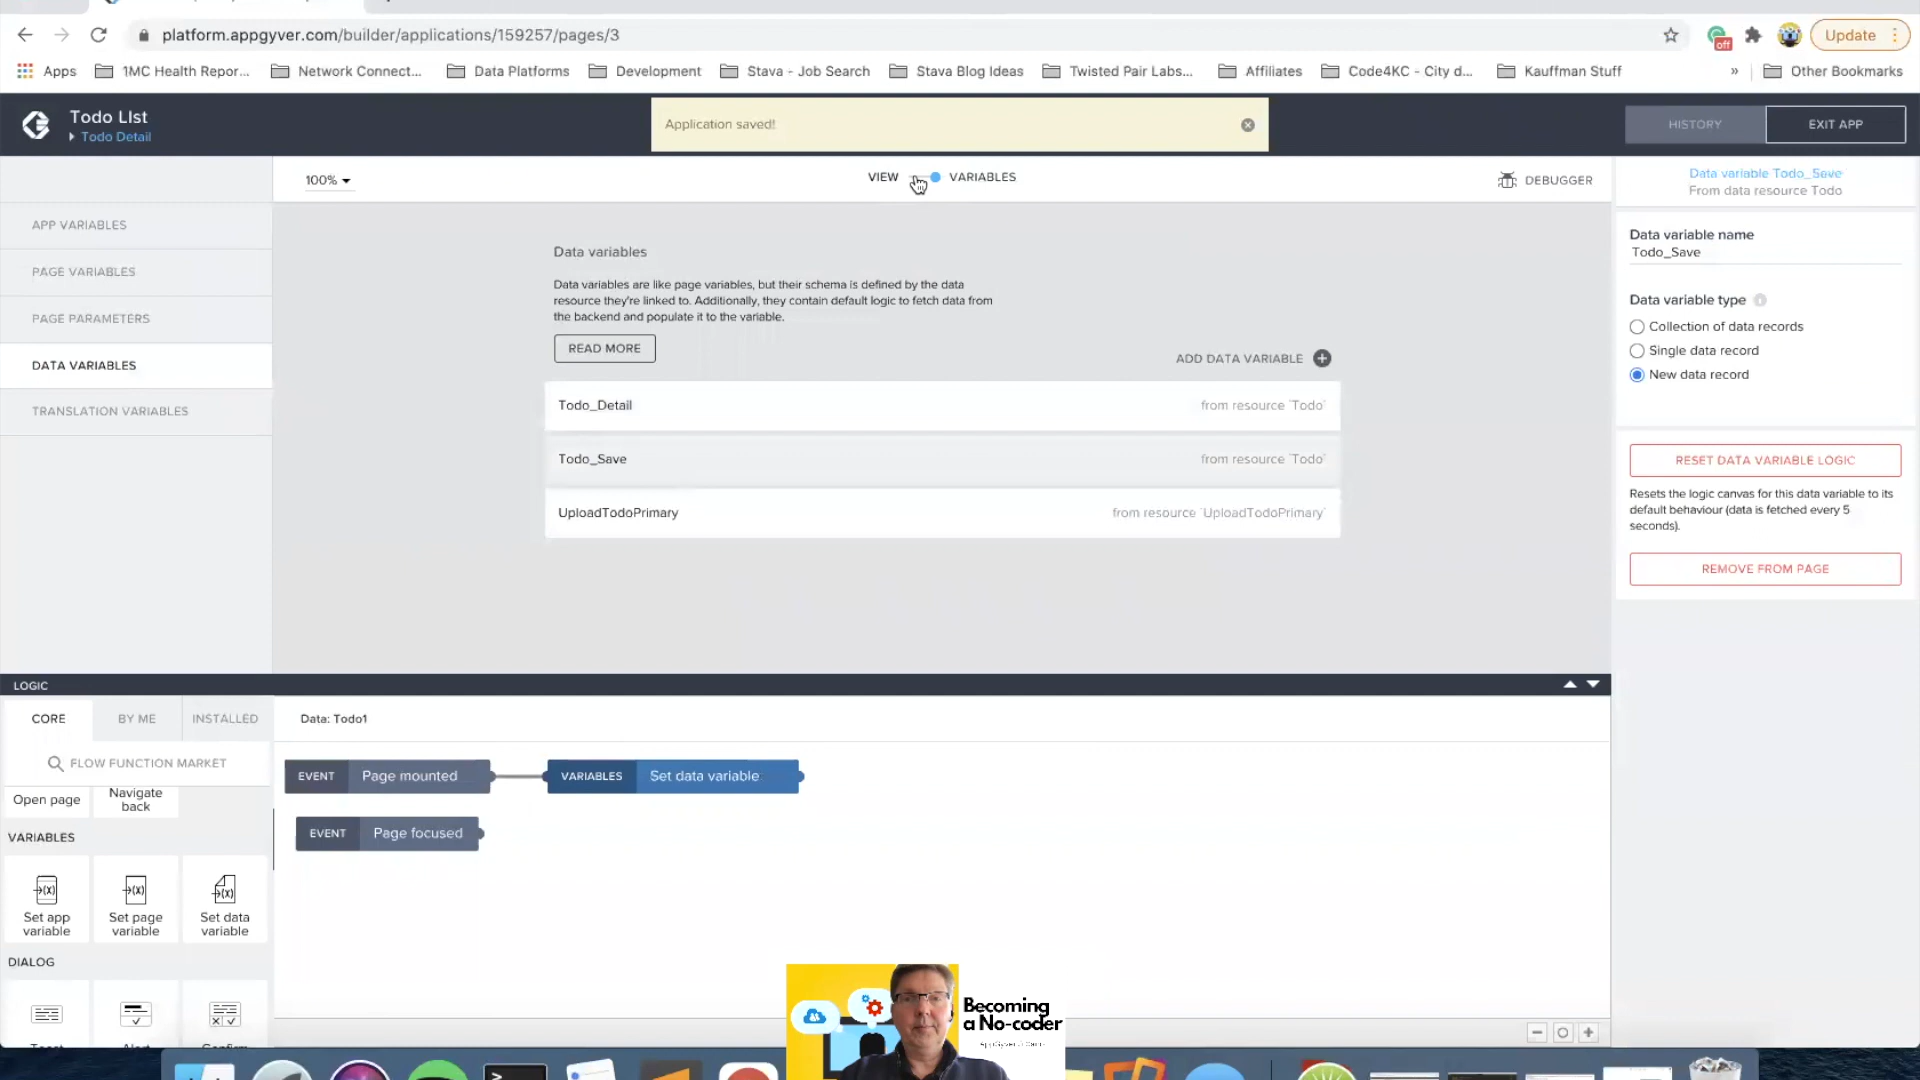 platform.appgyver.com/builder/applications/159257/pages/3
off
Update
Apps
1MC Health Repor...
Network Connect...
Data Platforms
Development
Stava - Job Search
Stava Blog Ideas
Twisted Pair Labs...
Affiliates
Code4KC - City d...
Kauffman Stuff
»
Other Bookmarks
Todo LIst
Todo Detail
Application saved!
HISTORY
EXIT APP
100%
VIEW
VARIABLES
DEBUGGER
Data variable Todo_Save
From data resource Todo
APP VARIABLES
PAGE VARIABLES
PAGE PARAMETERS
DATA VARIABLES
TRANSLATION VARIABLES
Data variables
Data variables are like page variables, but their schema is defined by the data
resource they're linked to. Additionally, they contain default logic to fetch data from
the backend and populate it to the variable.
READ MORE
ADD DATA VARIABLE
Todo_Detail
from resource `Todo`
Todo_Save
from resource `Todo`
UploadTodoPrimary
from resource `UploadTodoPrimary`
Data variable name
Todo_Save
Data variable type
Collection of data records
Single data record
New data record
RESET DATA VARIABLE LOGIC
Resets the logic canvas for this data variable to its
default behaviour (data is fetched every 5
seconds).
REMOVE FROM PAGE
LOGIC
CORE
BY ME
INSTALLED
Data: Todo1
FLOW FUNCTION MARKET
Open page
Navigate
back
VARIABLES
Set app
variable
Set page
variable
Set data
variable
DIALOG
EVENT
Page mounted
VARIABLES
Set data variable
EVENT
Page focused
Becoming
a No-coder